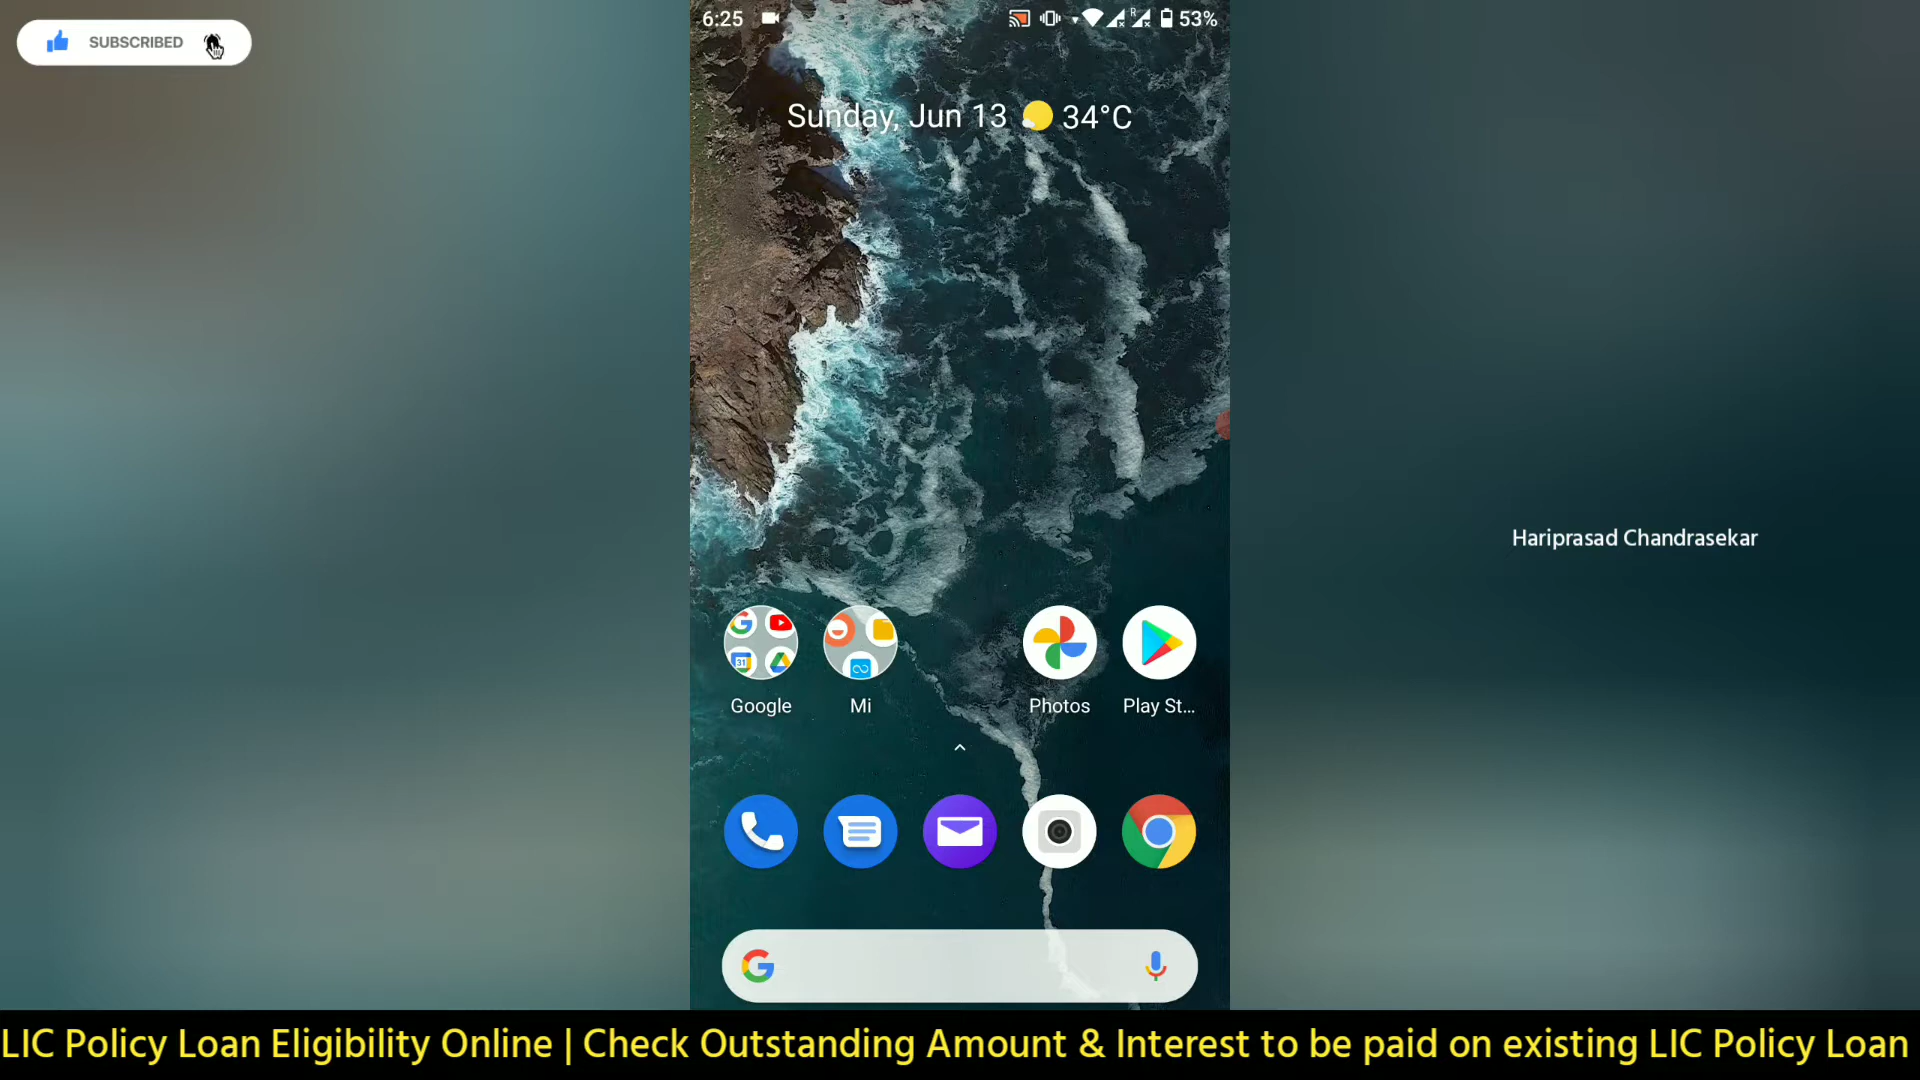 SUBSCRIBED
6:25
53%
Sunday, Jun 13 34°C
Hariprasad Chandrasekar
31
Google
Mi
Photos
Play St...
LIC Policy Loan Eligibility Online | Check Outstanding Amount & Interest to be paid on existing LIC Policy Loan